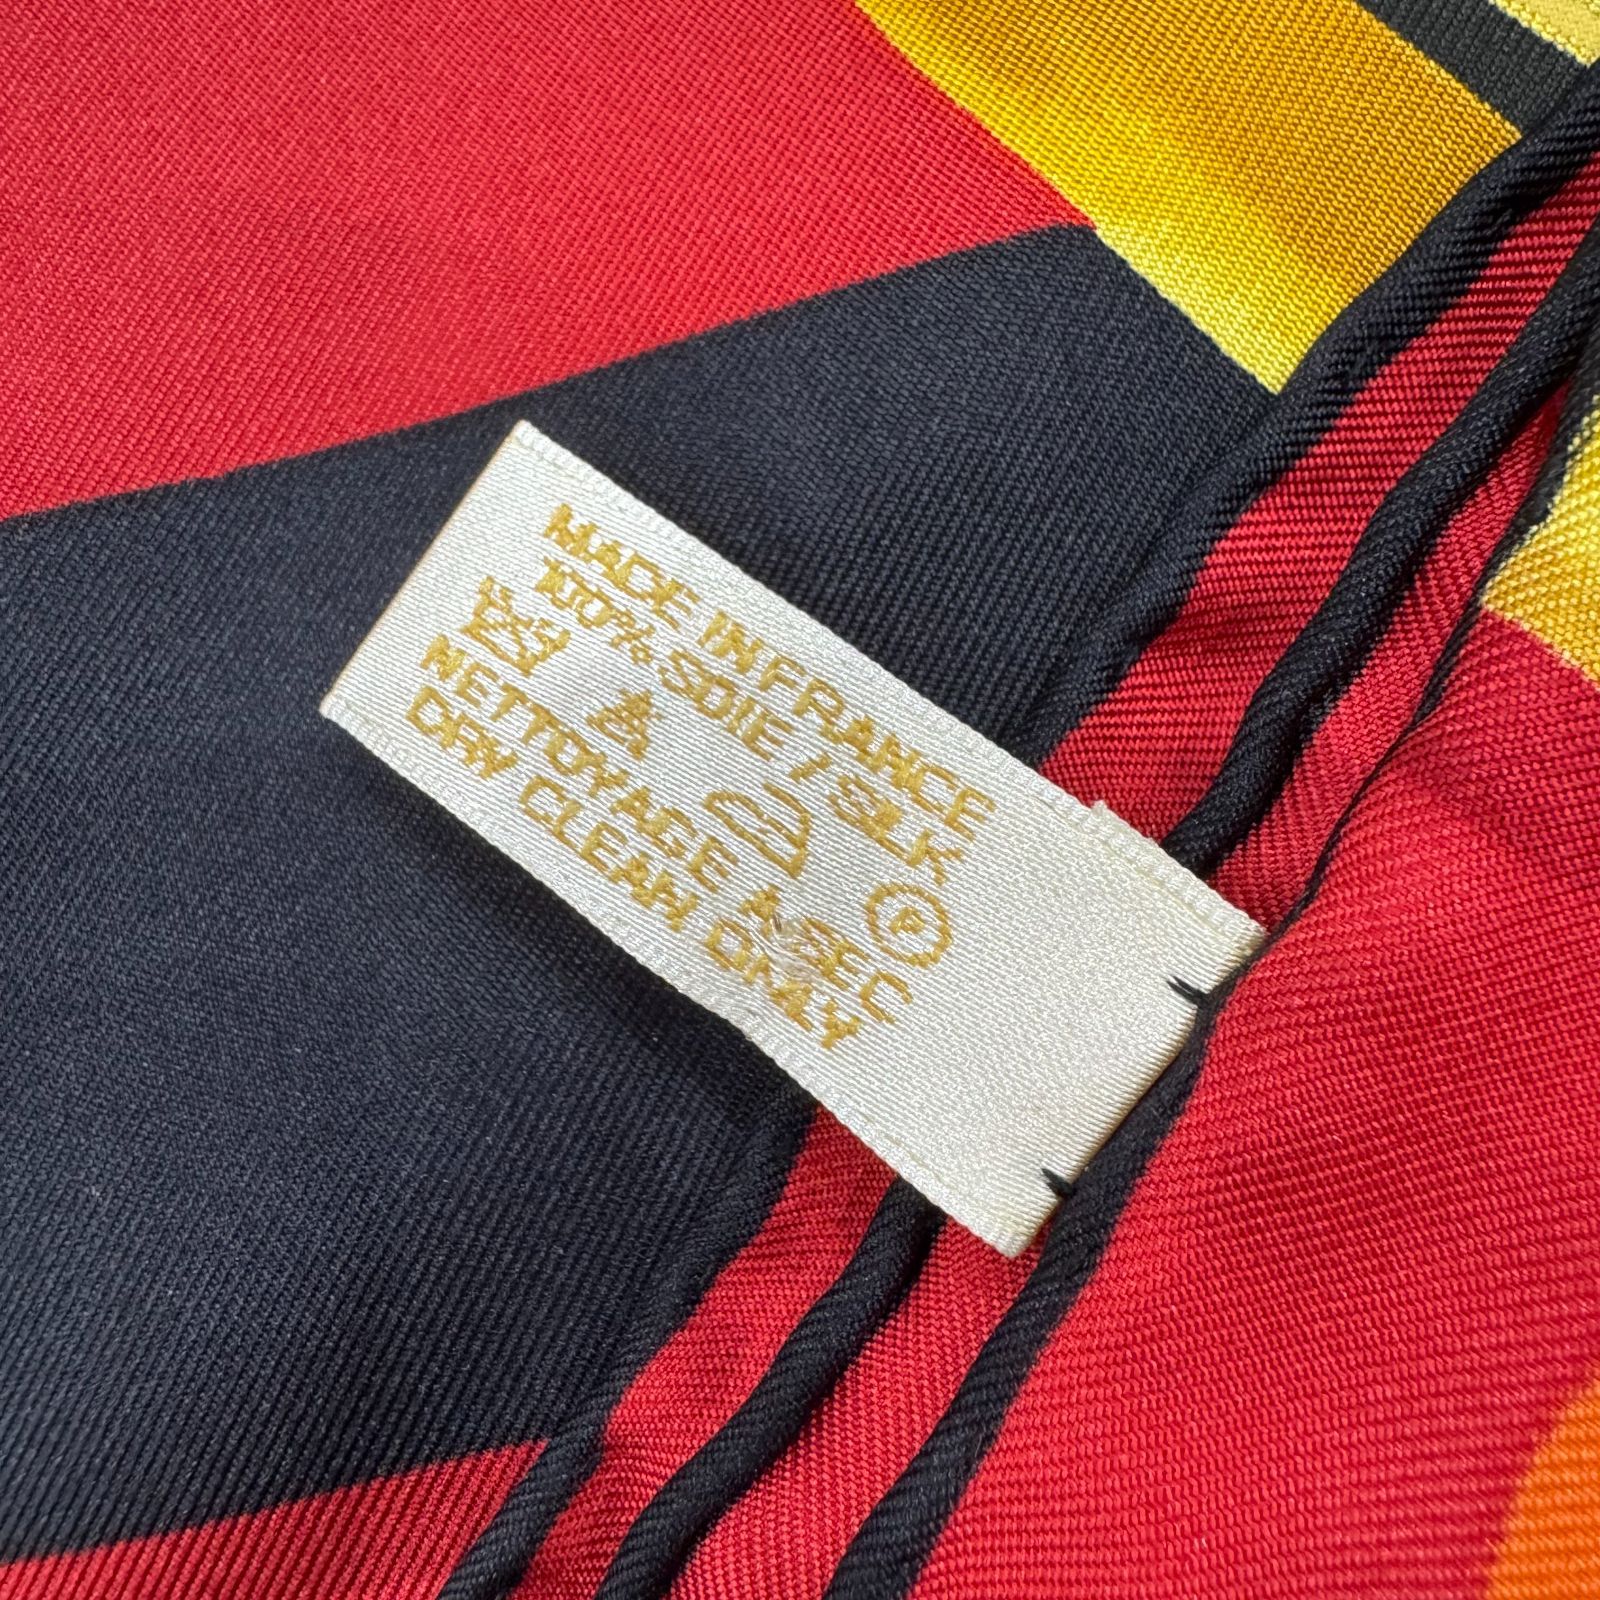 MADE IN FRANCE
100% SOIE / SILK
P
NETTOYAGE A SEC
DRY CLEAN ONLY